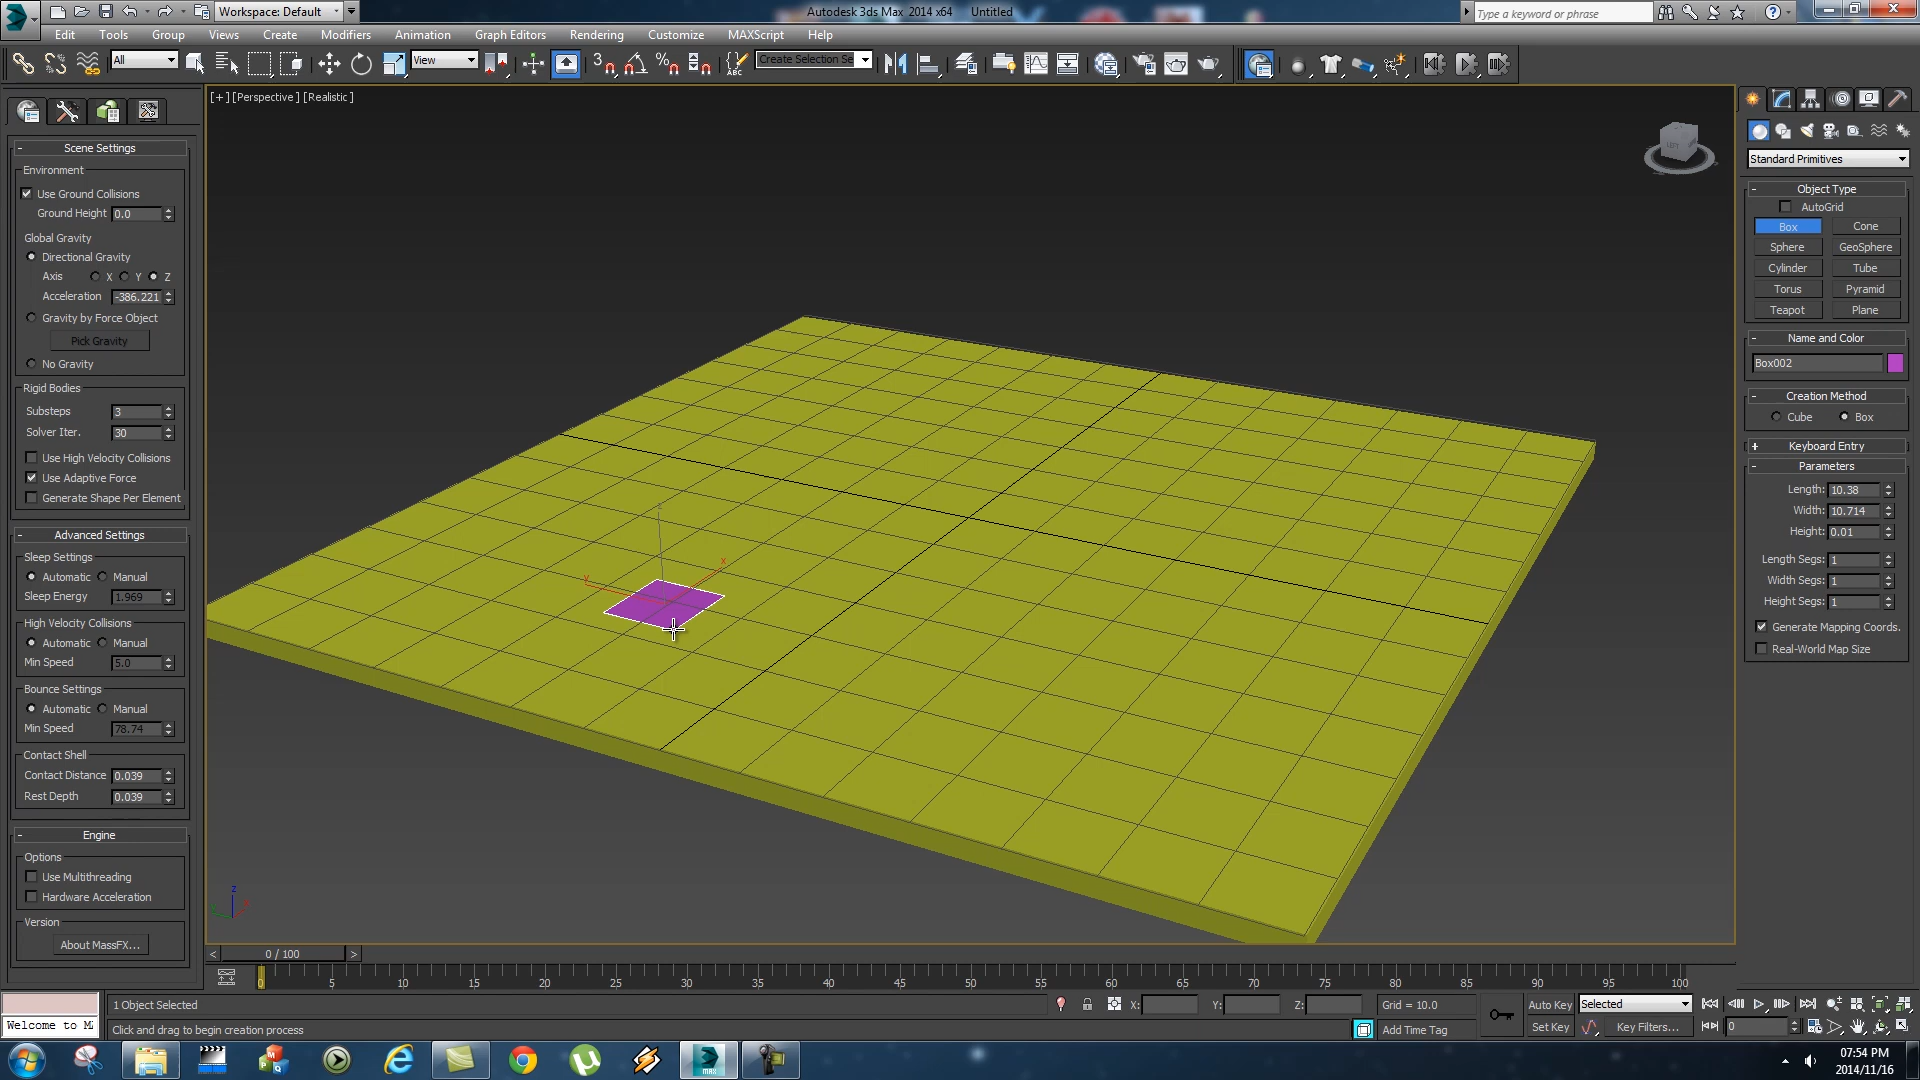 Workspace: Default
Autodesk 3ds Max 2014 x64 Untitled
Type a keyword or phrase
Edit Tools Group Views Create Modifiers Animation Graph Editors Rendering Customize MAXScript Help
All
View
3
Create Selection Se
[+] [Perspective] [Realistic]
Scene Settings
Environment
Use Ground Collisions
Ground Height 0.0
Global Gravity
Directional Gravity
Axis X Y Z
Acceleration -386.221
Gravity by Force Object
Pick Gravity
No Gravity
Rigid Bodies
Substeps 3
Solver Iter. 30
Use High Velocity Collisions
Use Adaptive Force
Generate Shape Per Element
Advanced Settings
Sleep Settings
Automatic Manual
Sleep Energy 1.969
High Velocity Collisions
Automatic Manual
Min Speed 5.0
Bounce Settings
Automatic Manual
Min Speed 78.74
Contact Shell
Contact Distance 0.039
Rest Depth 0.039
Engine
Options
Use Multithreading
Hardware Acceleration
Version
About MassFX...
z
x
y
z
LEFT
Standard Primitives
Object Type
AutoGrid
Box Cone
Sphere GeoSphere
Cylinder Tube
Torus Pyramid
Teapot Plane
Name and Color
Box002
Creation Method
Cube Box
Keyboard Entry
Parameters
Length: 10.38
Width: 10.714
Height: 0.01
Length Segs: 1
Width Segs: 1
Height Segs: 1
Generate Mapping Coords.
Real-World Map Size
< 0 / 100 >
0 5 10 15 20 25 30 35 40 45 50 55 60 65 70 75 80 85 90 95 100
1 Object Selected
X: Y: Z: Grid = 10.0
Auto Key Selected
Welcome to M
Click and drag to begin creation process
Add Time Tag
Set Key Key Filters... 0
MAX
07:54 PM
2014/11/16